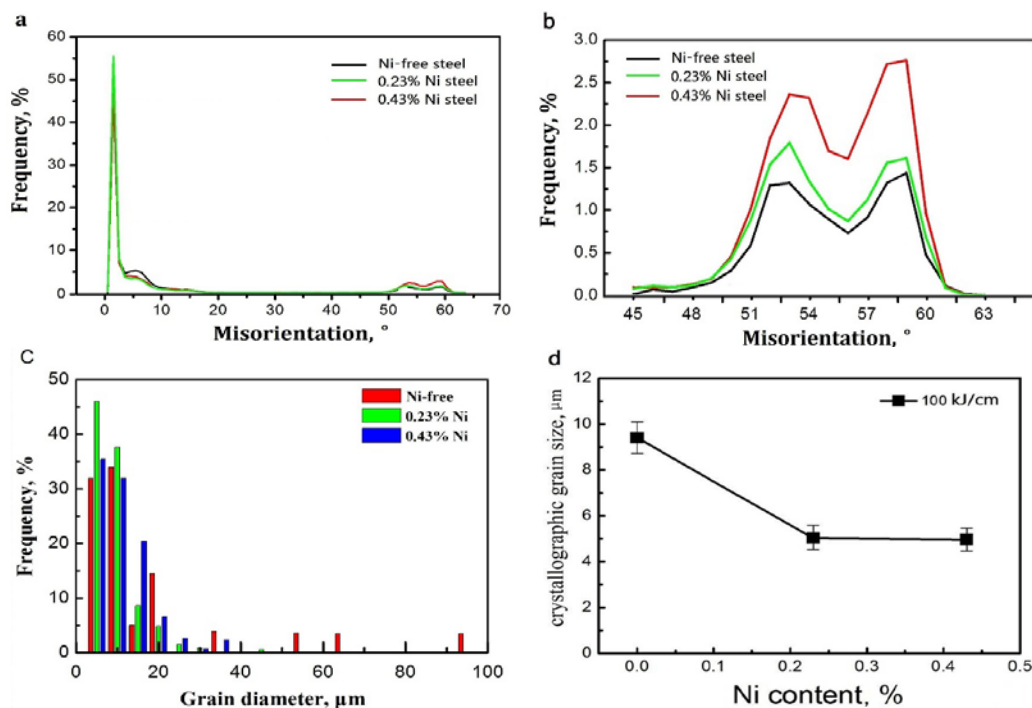 a
60
50
40
30
20
10
0
Frequency, %
Ni-free steel
0.23% Ni steel
0.43% Ni steel
0 10 20 30 40 50 60 70
Misorientation, °
b
3.0
2.5
2.0
1.5
1.0
0.5
0.0
Frequency, %
Ni-free steel
0.23% Ni steel
0.43% Ni steel
45 48 51 54 57 60 63
Misorientation, °
C
50
40
30
20
10
0
Frequency, %
Ni-free
0.23% Ni
0.43% Ni
0 20 40 60 80 100
Grain diameter, μm
d
12
10
8
6
4
2
0
crystallographic grain size, μm
100 kJ/cm
0.0 0.1 0.2 0.3 0.4 0.5
Ni content, %